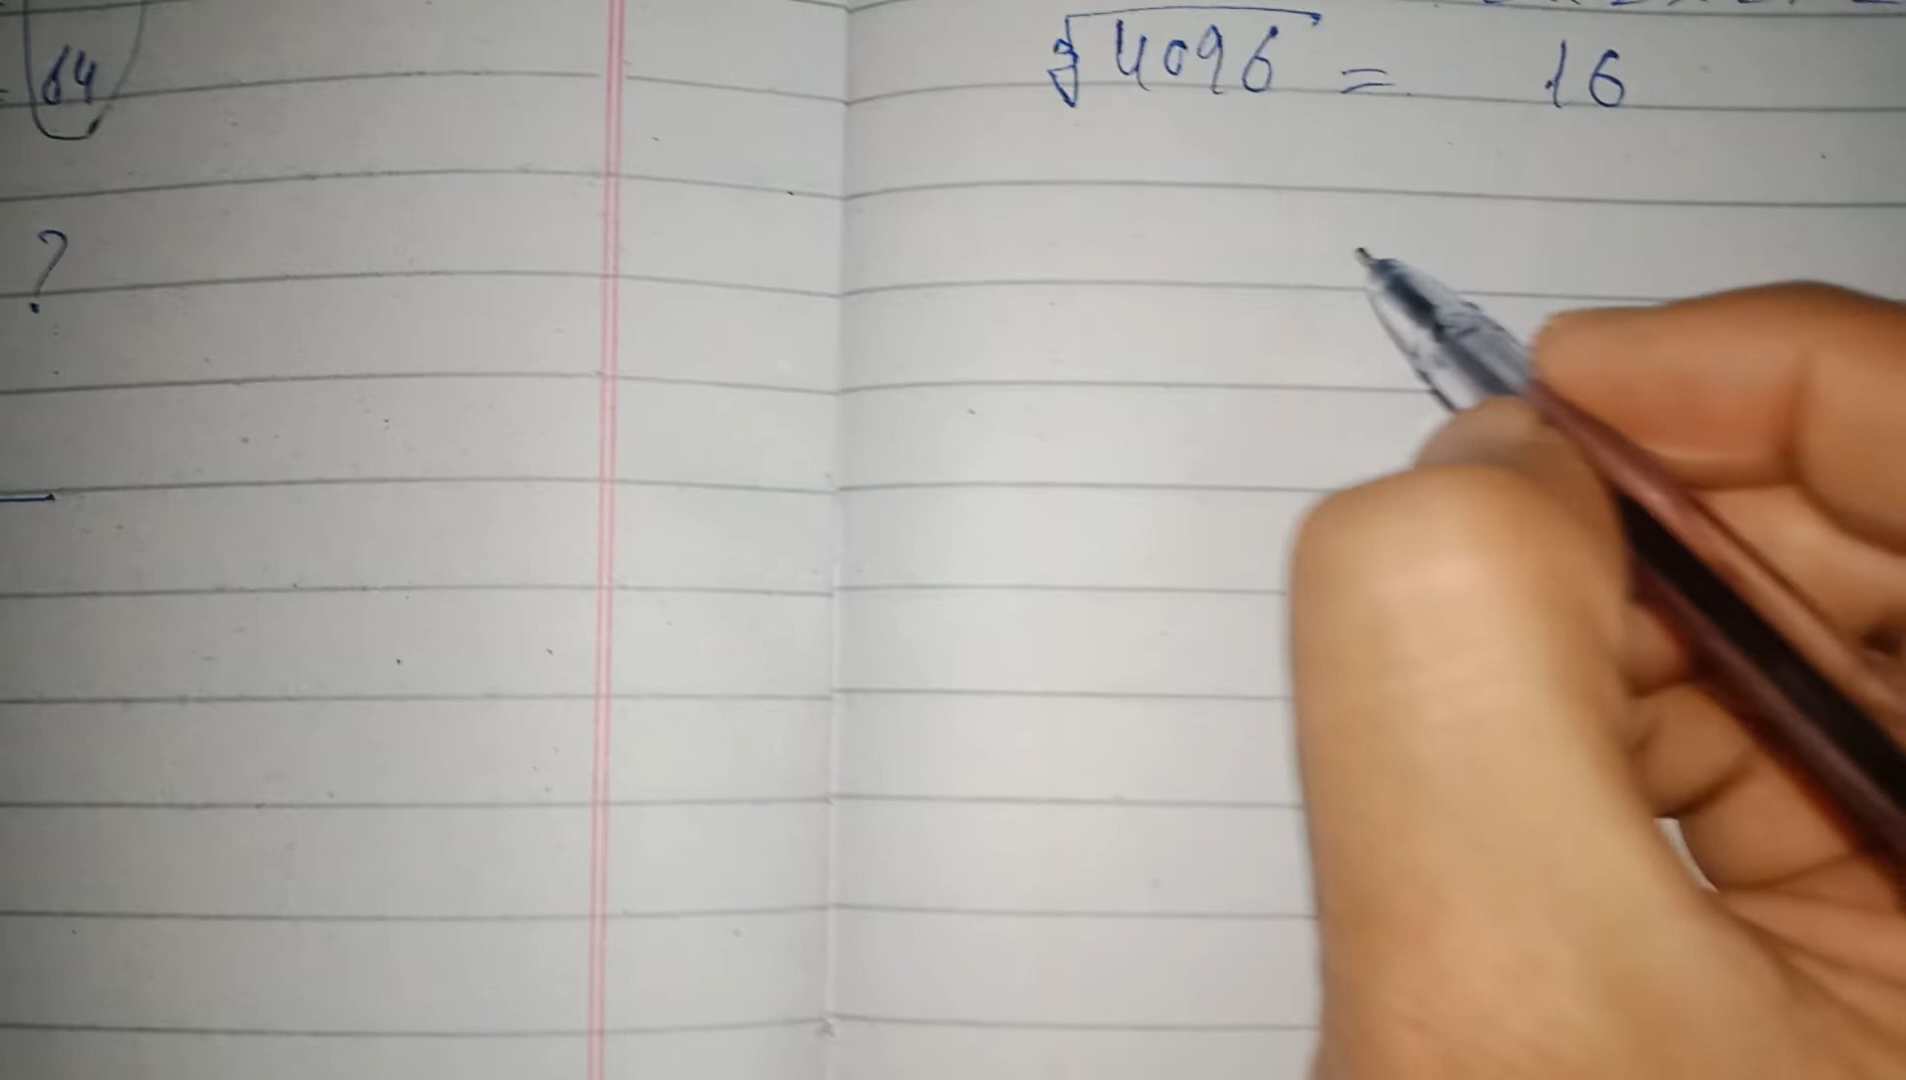 64
∛4096 = 16
?